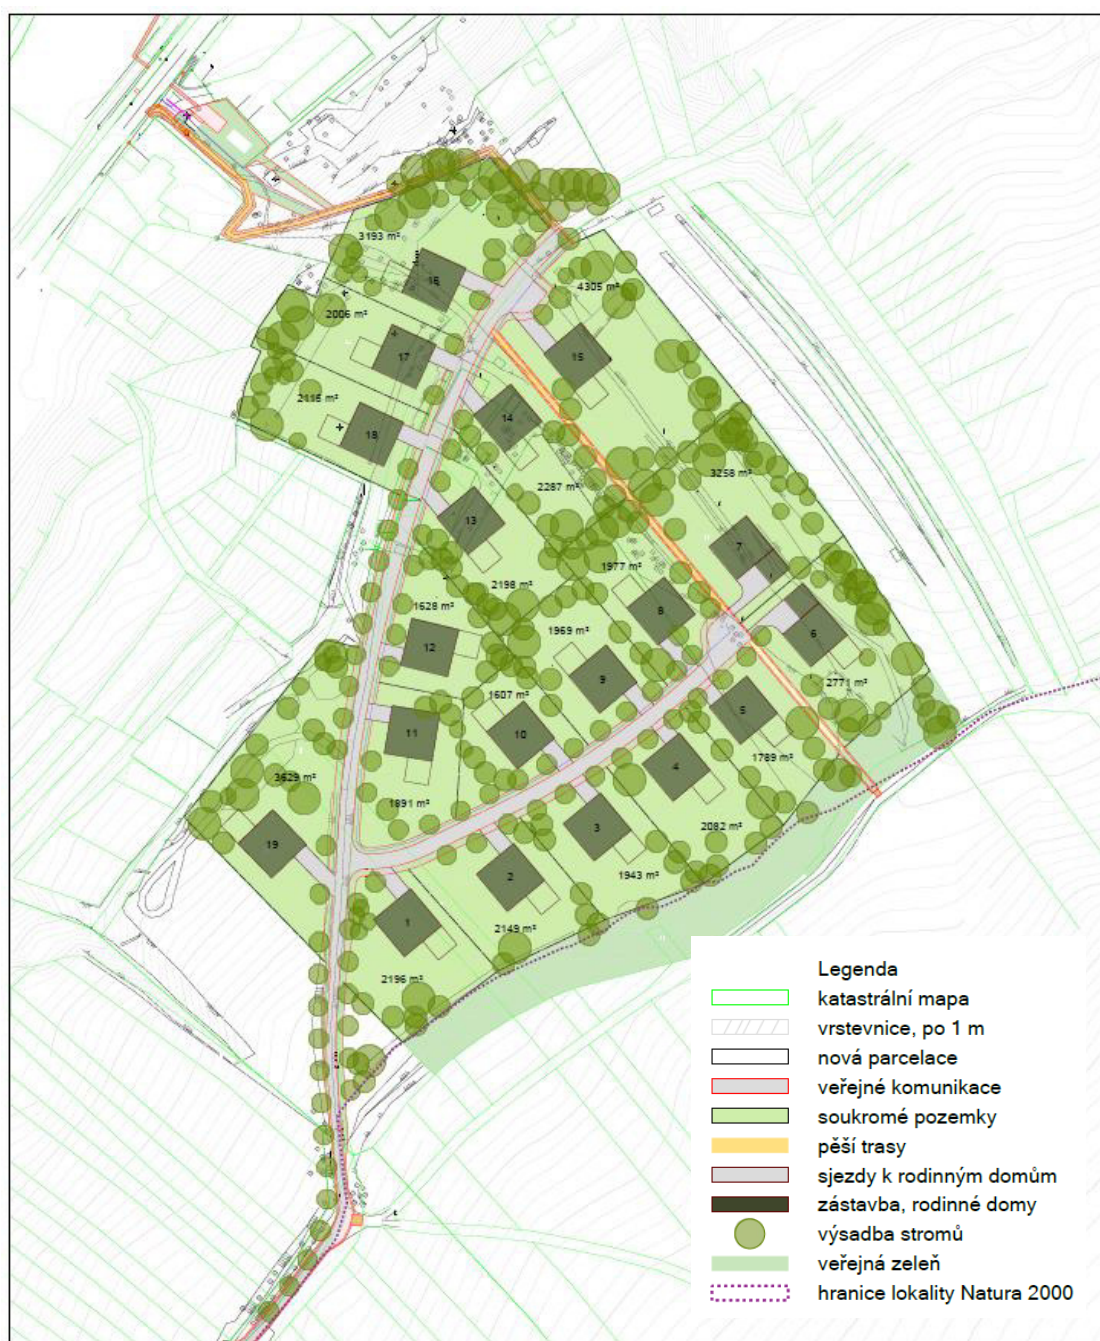 3193 m²
16
4305 m²
2006 m²
17
15
2116 m²
14
18
3258 m²
2287 m²
13
7
1977 m²
2198 m²
1628 m²
8
1969 m²
6
12
9
2771 m²
1607 m²
5
11
10
1789 m²
3629 m²
4
1891 m²
3
2082 m²
19
2
1943 m²
1
2149 m²
2196 m²
Legenda
katastrální mapa
vrstevnice, po 1 m
nová parcelace
veřejné komunikace
soukromé pozemky
pěší trasy
sjezdy k rodinným domům
zástavba, rodinné domy
výsadba stromů
veřejná zeleň
hranice lokality Natura 2000